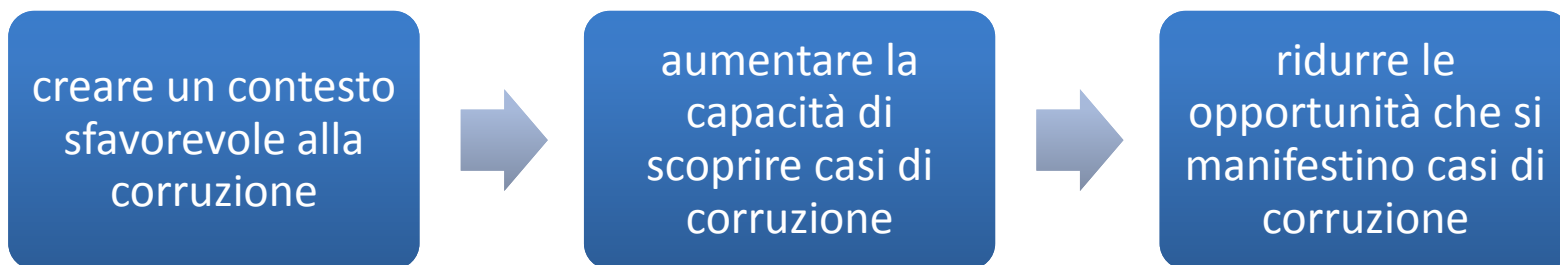 creare un contesto
sfavorevole alla
corruzione
aumentare la
capacità di
scoprire casi di
corruzione
ridurre le
opportunità che si
manifestino casi di
corruzione